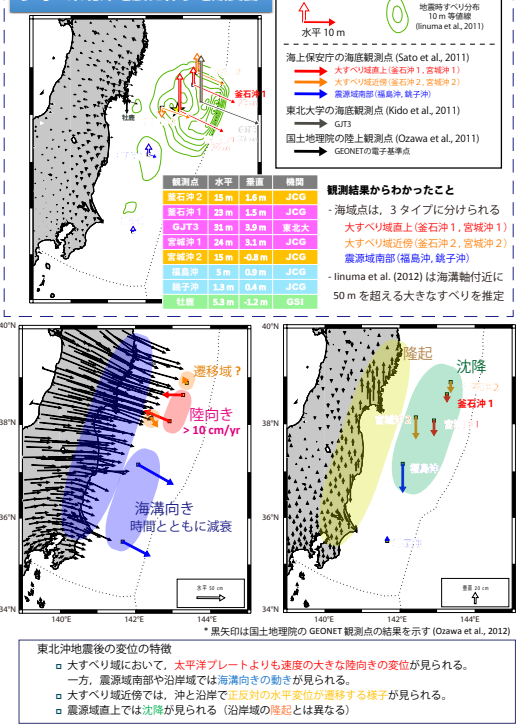 地震時すべり分布
10 m 等値線
(Iinuma et al., 2011)
水平 10 m
海上保安庁の海底観測点 (Sato et al., 2011)
大すべり域直上(釜石沖1, 宮城沖1)
大すべり域近傍(釜石沖2, 宮城沖2)
震源域南部(福島沖, 銚子沖)
東北大学の海底観測点 (Kido et al., 2011)
GJT3
国土地理院の陸上観測点 (Ozawa et al., 2011)
GEONETの電子基準点
釜石沖1
牡鹿
観測点 水平 垂直 機関
釜石沖2 15 m 1.6 m JCG
釜石沖1 23 m 1.5 m JCG
GJT3 31 m 3.9 m 東北大
宮城沖1 24 m 3.1 m JCG
宮城沖2 15 m -0.8 m JCG
福島沖 5 m 0.9 m JCG
銚子沖 1.3 m 0.4 m JCG
牡鹿 5.3 m -1.2 m GSI
観測結果からわかったこと
- 海域点は, 3 タイプに分けられる
大すべり域直上(釜石沖1, 宮城沖1)
大すべり域近傍(釜石沖2, 宮城沖2)
震源域南部(福島沖, 銚子沖)
- Iinuma et al. (2012) は海溝軸付近に
50 m を超える大きなすべりを推定
40°N
38°N
36°N
34°N
140°E 142°E 144°E
遷移域 ?
陸向き
> 10 cm/yr
海溝向き
時間とともに減衰
水平 50 cm
40°N
38°N
36°N
34°N
140°E 142°E 144°E
隆起
沈降
釜石沖1
福島沖
垂直 20 cm
* 黒矢印は国土地理院の GEONET 観測点の結果を示す (Ozawa et al., 2012)
東北沖地震後の変位の特徴
大すべり域において, 太平洋プレートよりも速度の大きな陸向きの変位が見られる。
一方, 震源域南部や沿岸域では海溝向きの動きが見られる。
大すべり域近傍では, 沖と沿岸で正反対の水平変位が遷移する様子が見られる。
震源域直上では沈降が見られる(沿岸域の隆起とは異なる)